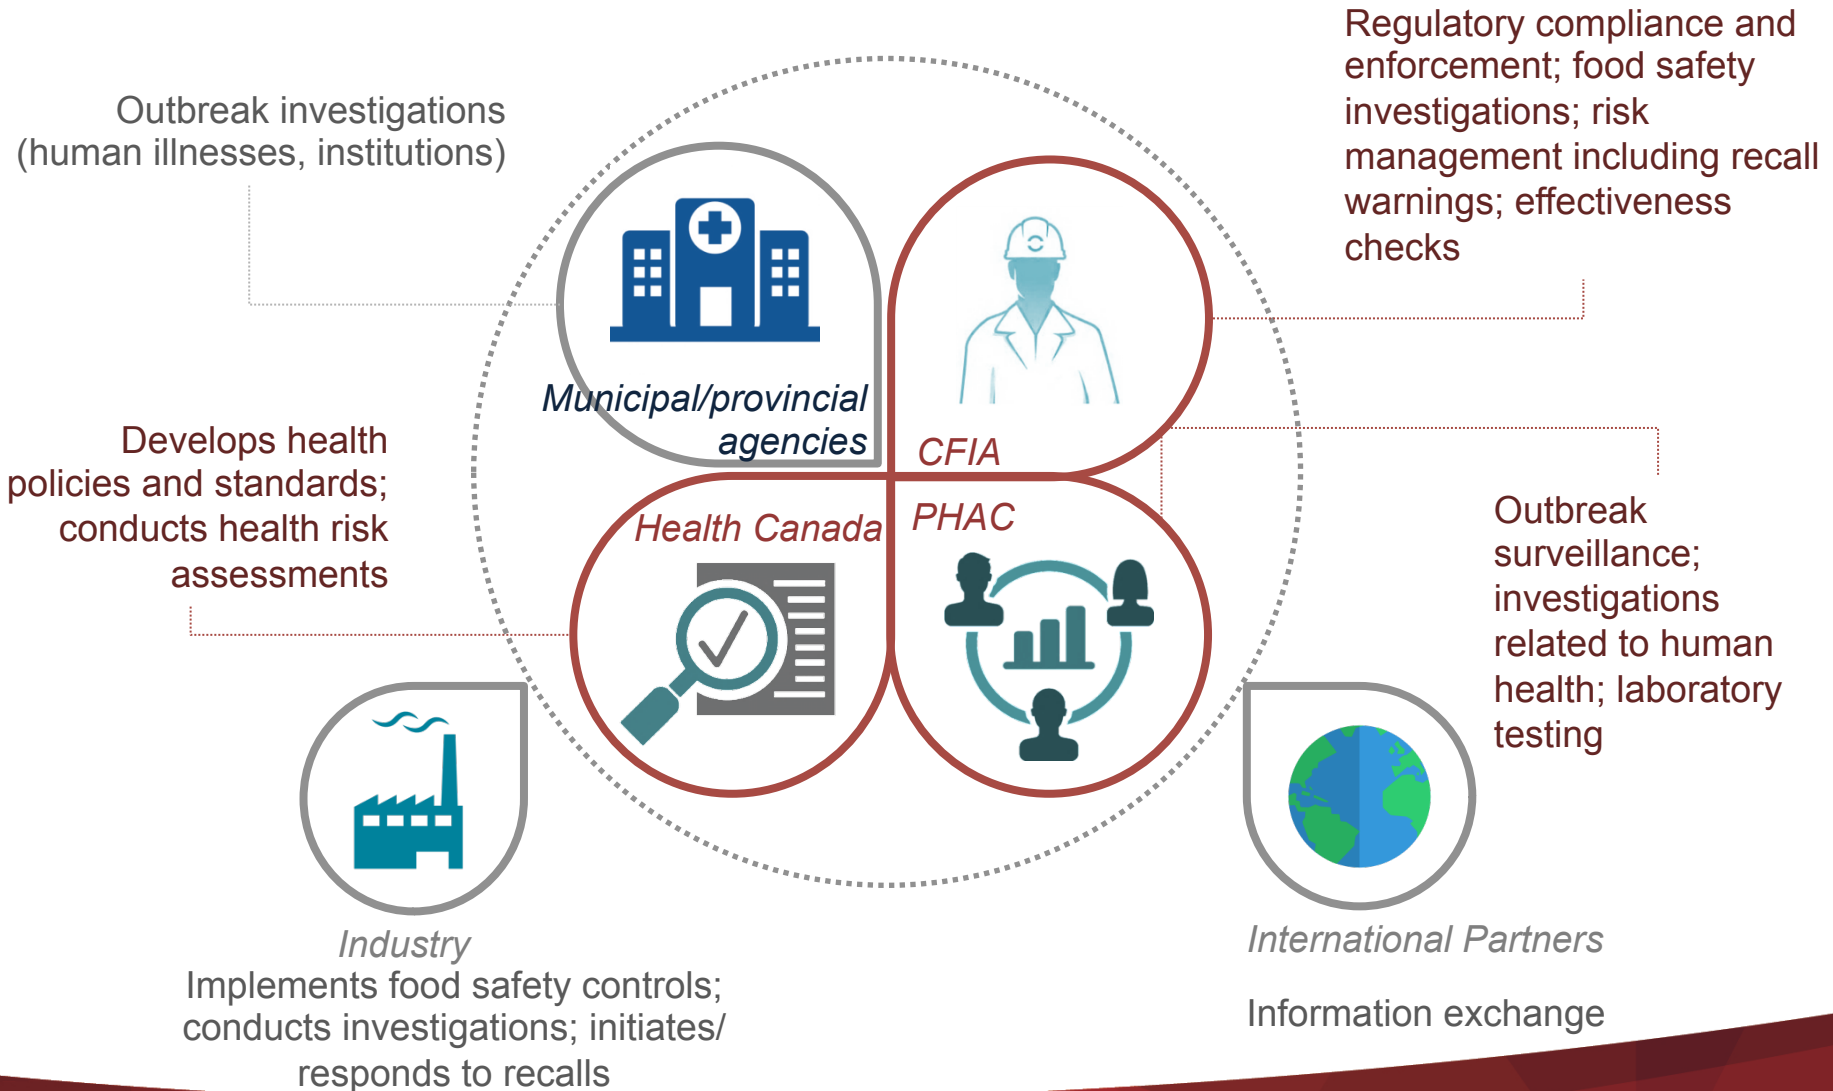 Regulatory compliance and
enforcement; food safety
investigations; risk
management including recall
warnings; effectiveness
checks
Outbreak investigations
(human illnesses, institutions)
Municipal/provincial
agencies
CFIA
Develops health
policies and standards;
conducts health risk
assessments
Health Canada
PHAC
Outbreak
surveillance;
investigations
related to human
health; laboratory
testing
Industry
Implements food safety controls;
conducts investigations; initiates/
responds to recalls
International Partners
Information exchange